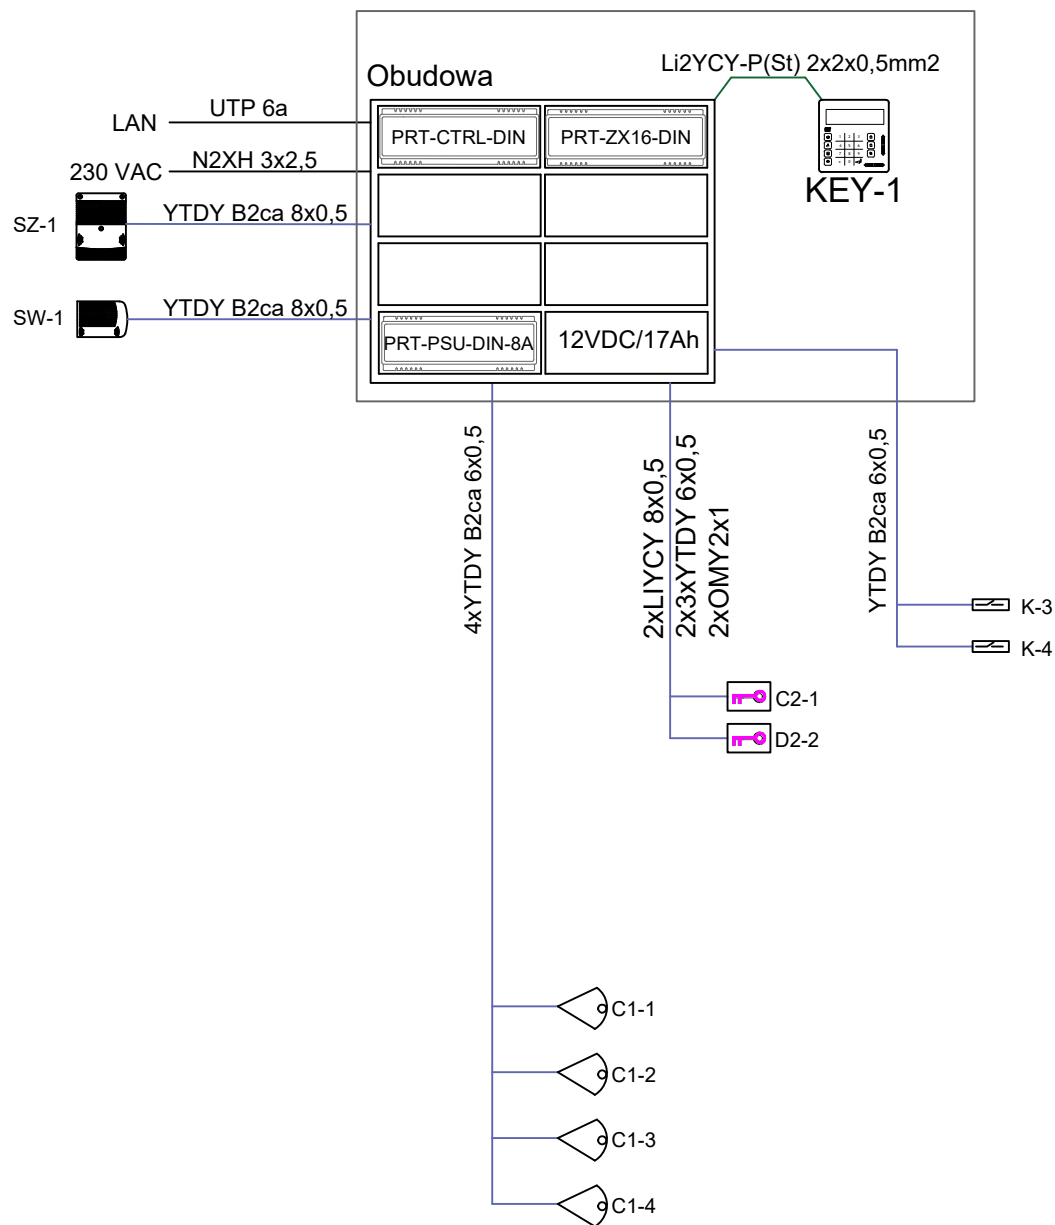 Obudowa
Li2YCY-P(St) 2x2x0,5mm2
LAN
UTP 6a
PRT-CTRL-DIN
PRT-ZX16-DIN
KEY-1
230 VAC
N2XH 3x2,5
SZ-1
YTDY B2ca 8x0,5
SW-1
YTDY B2ca 8x0,5
PRT-PSU-DIN-8A
12VDC/17Ah
4xYTDY B2ca 6x0,5
2xLIYCY 8x0,5
2x3xYTDY 6x0,5
2xOMY2x1
YTDY B2ca 6x0,5
K-3
K-4
C2-1
D2-2
C1-1
C1-2
C1-3
C1-4